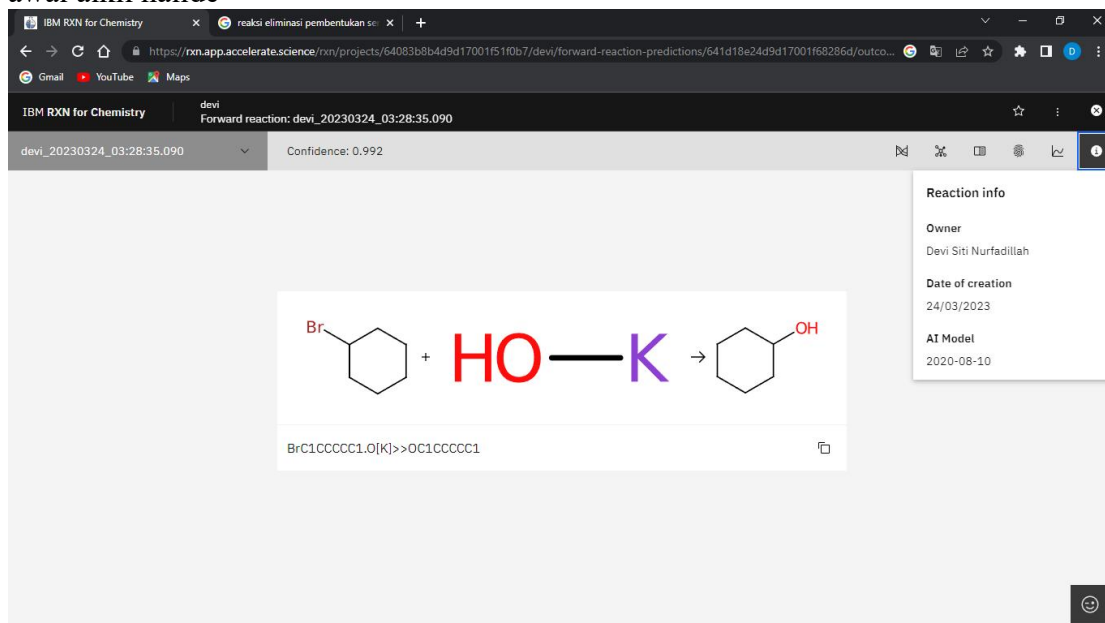 IBM RXN for Chemistry
reaksi eliminasi pembentukan se
https://rxn.app.accelerate.science/rxn/projects/64083b8b4d9d17001f51f0b7/devi/forward-reaction-predictions/641d18e24d9d17001f68286d/outco...
D
Gmail YouTube Maps
IBM RXN for Chemistry
devi
Forward reaction: devi_20230324_03:28:35.090
devi_20230324_03:28:35.090
Confidence: 0.992
Reaction info
Owner
Devi Siti Nurfadillah
Date of creation
24/03/2023
AI Model
2020-08-10
Br + HO K → OH
BrC1CCCCC1.O[K]>>OC1CCCCC1